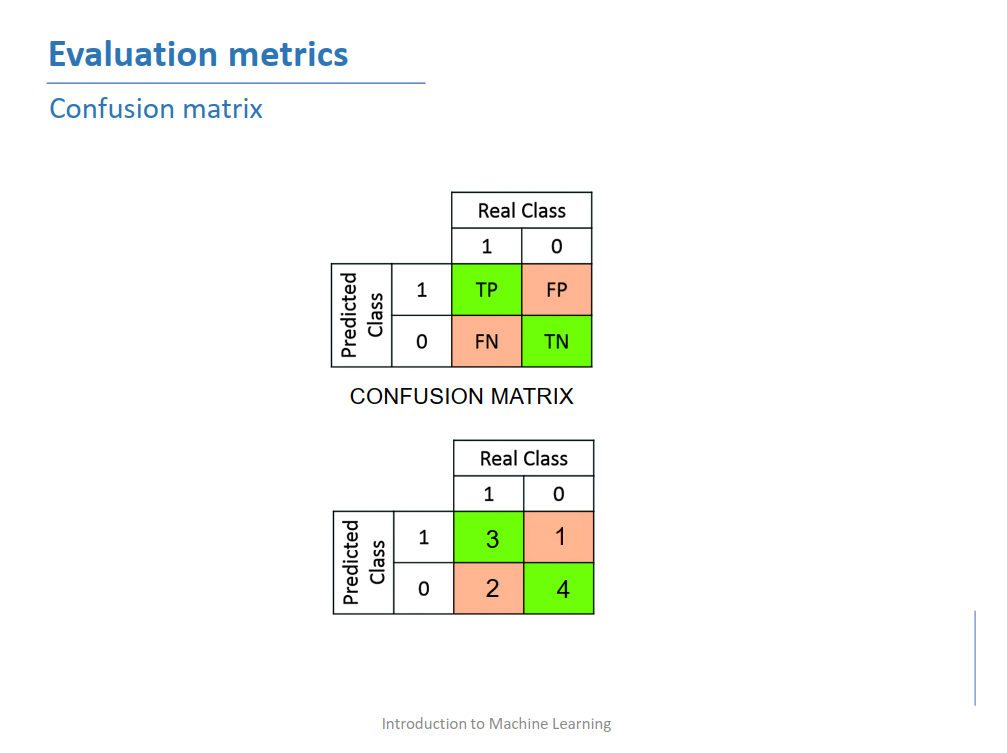 Evaluation metrics
Confusion matrix
Real Class
1 0
Predicted
Class
1 TP FP
0 FN TN
CONFUSION MATRIX
Real Class
1 0
Predicted
Class
1 3 1
0 2 4
Introduction to Machine Learning